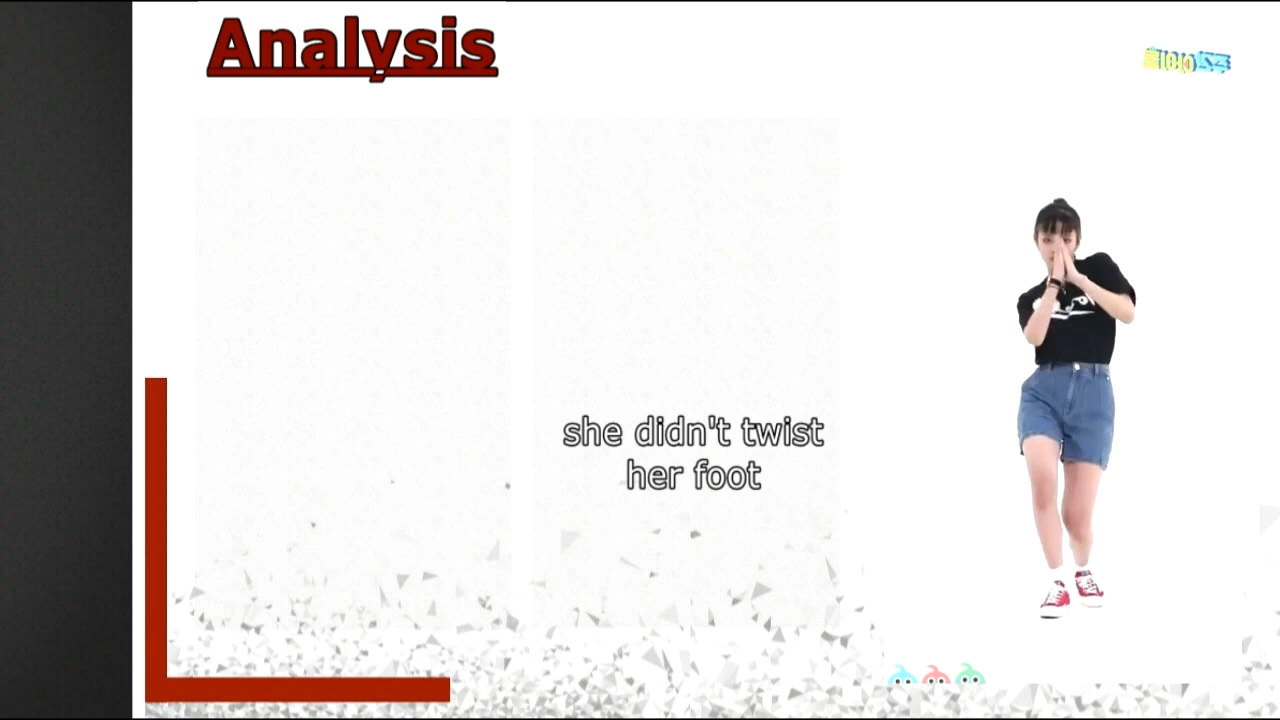 Analysis
she didn't twist
her foot